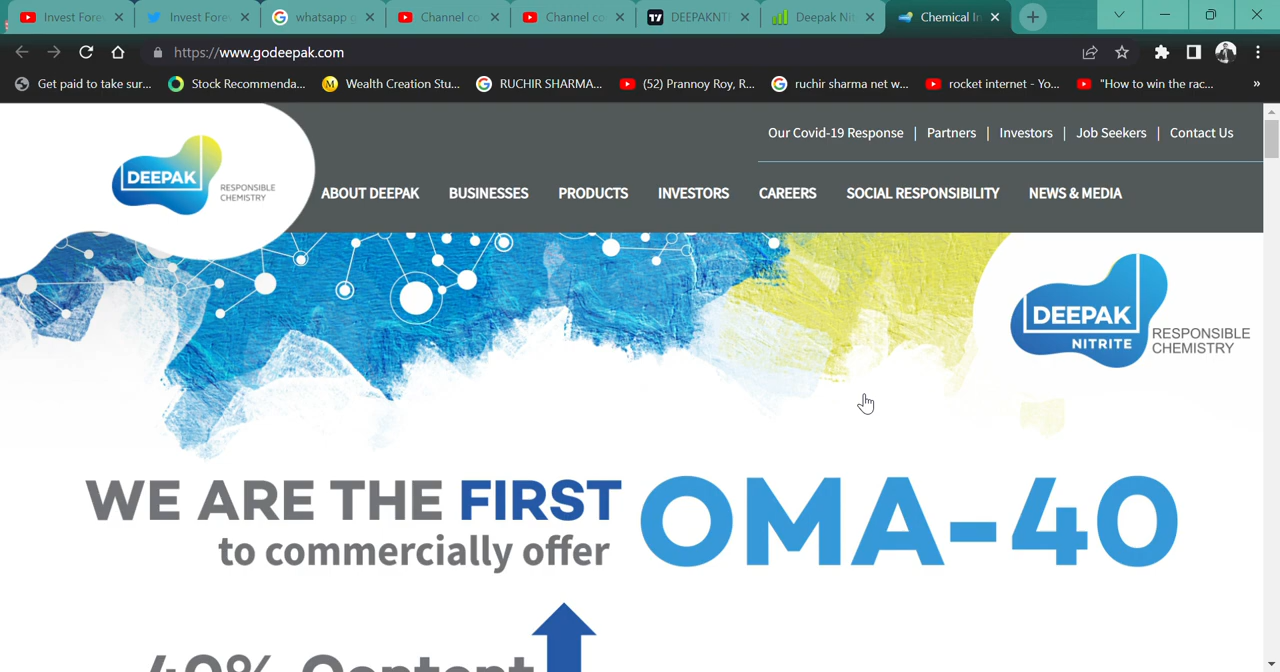 Invest Fore
Invest Fore
whatsapp g
Channel co
Channel co
DEEPAKNT
Deepak Nit
Chemical In
https://www.godeepak.com
Get paid to take sur...
Stock Recommenda...
Wealth Creation Stu...
RUCHIR SHARMA...
(52) Prannoy Roy, R...
ruchir sharma net w...
rocket internet - Yo...
"How to win the rac...
»
Our Covid-19 Response | Partners | Investors | Job Seekers | Contact Us
DEEPAK
RESPONSIBLE
CHEMISTRY
ABOUT DEEPAK BUSINESSES PRODUCTS INVESTORS CAREERS SOCIAL RESPONSIBILITY NEWS & MEDIA
DEEPAK
NITRITE
RESPONSIBLE
CHEMISTRY
WE ARE THE FIRST
to commercially offer
OMA-40
40% Content